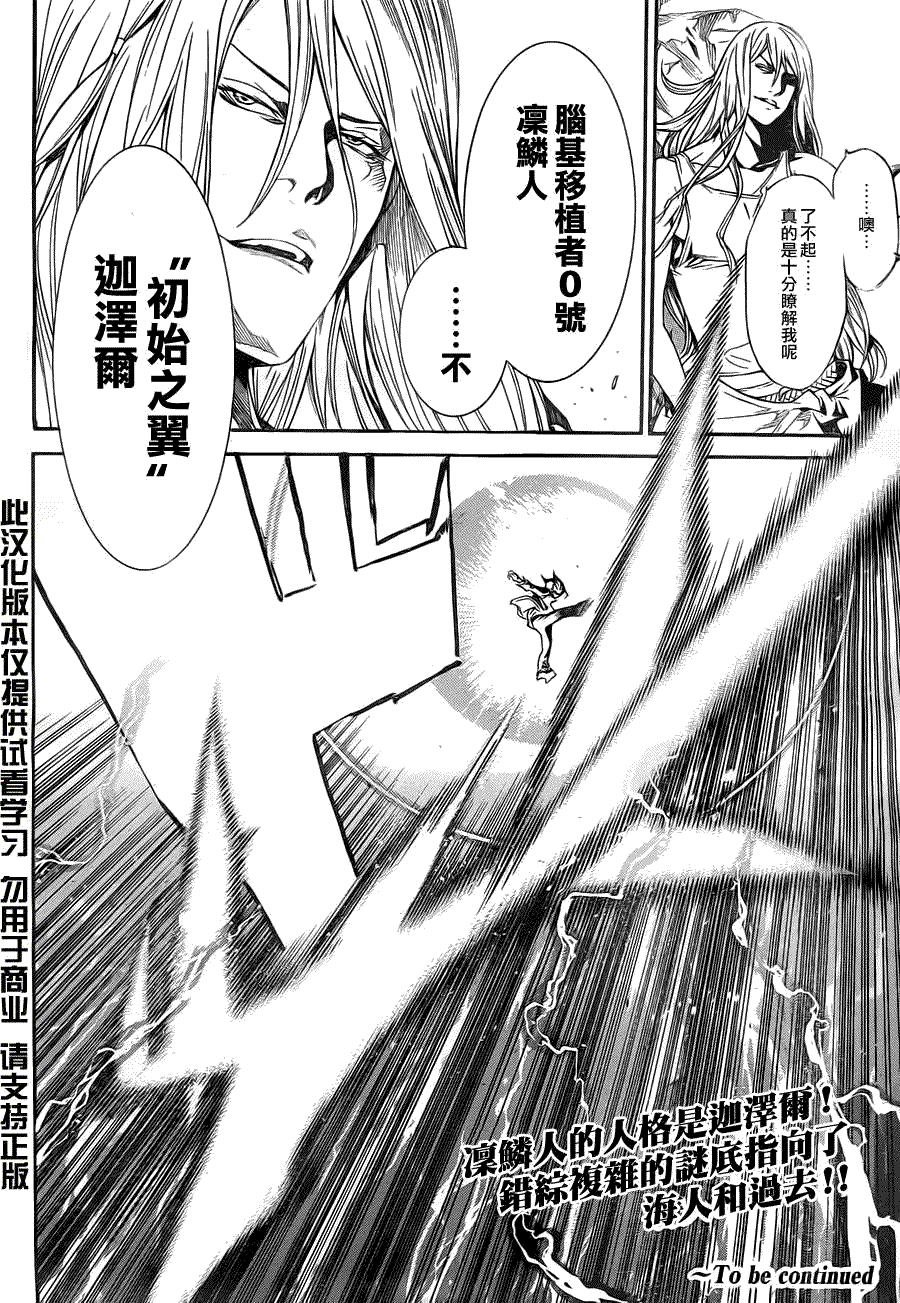 ……噢…
了不起……
真的是十分瞭解我呢
腦基移植者0號
凜鱗人
……不
"初始之翼"
迦澤爾
凜鱗人的人格是迦澤爾！
錯綜複雜的謎底指向了
海人和過去!!
~To be continued
此汉化版本仅提供试看学习 勿用于商业 请支持正版